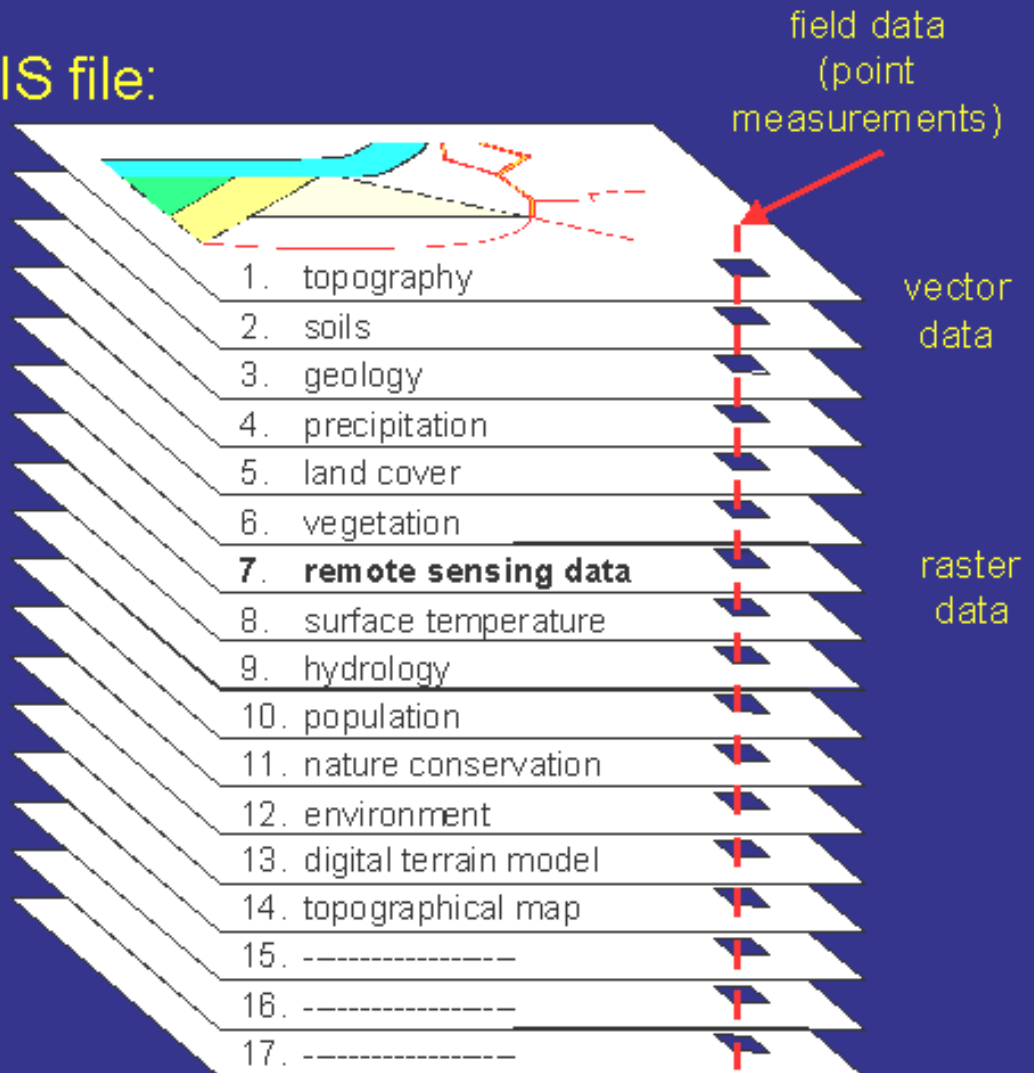 IS file:
field data
(point
measurements)
1. topography
2. soils
3. geology
4. precipitation
5. land cover
6. vegetation
7. remote sensing data
8. surface temperature
9. hydrology
10. population
11. nature conservation
12. environment
13. digital terrain model
14. topographical map
15. -----------------
16. -----------------
17. -----------------
vector
data
raster
data